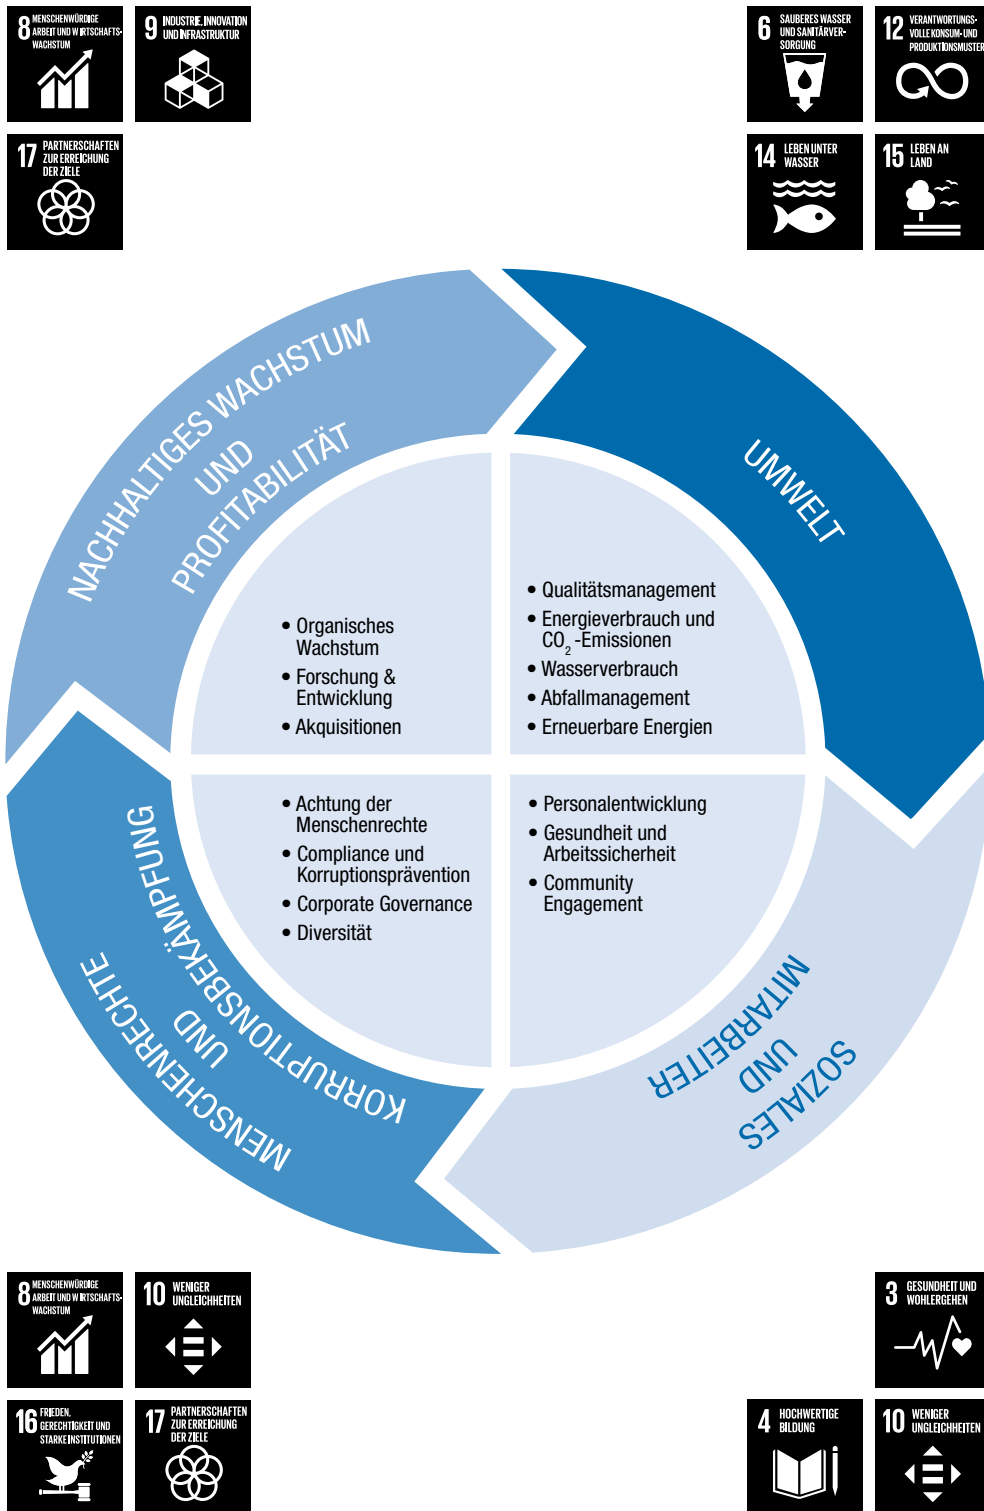 8 MENSCHENWÜRDIGE
ARBEIT UND WIRTSCHAFTS-
WACHSTUM
9 INDUSTRIE, INNOVATION
UND INFRASTRUKTUR
17 PARTNERSCHAFTEN
ZUR ERREICHUNG
DER ZIELE
6 SAUBERES WASSER
UND SANITÄRVER-
SORGUNG
12 VERANTWORTUNGS-
VOLLE KONSUM- UND
PRODUKTIONSMUSTER
14 LEBEN UNTER
WASSER
15 LEBEN AN
LAND
NACHHALTIGES WACHSTUM
UND
PROFITABILITÄT
UMWELT
• Organisches
Wachstum
• Forschung &
Entwicklung
• Akquisitionen
• Qualitätsmanagement
• Energieverbrauch und
CO₂-Emissionen
• Wasserverbrauch
• Abfallmanagement
• Erneuerbare Energien
• Achtung der
Menschenrechte
• Compliance und
Korruptionsprävention
• Corporate Governance
• Diversität
• Personalentwicklung
• Gesundheit und
Arbeitssicherheit
• Community
Engagement
MENSCHENRECHTE
UND
KORRUPTIONSBEKÄMPFUNG
SOZIALES
UND
MITARBEITER
8 MENSCHENWÜRDIGE
ARBEIT UND WIRTSCHAFTS-
WACHSTUM
10 WENIGER
UNGLEICHHEITEN
16 FRIEDEN,
GERECHTIGKEIT UND
STARKE INSTITUTIONEN
17 PARTNERSCHAFTEN
ZUR ERREICHUNG
DER ZIELE
3 GESUNDHEIT UND
WOHLERGEHEN
4 HOCHWERTIGE
BILDUNG
10 WENIGER
UNGLEICHHEITEN